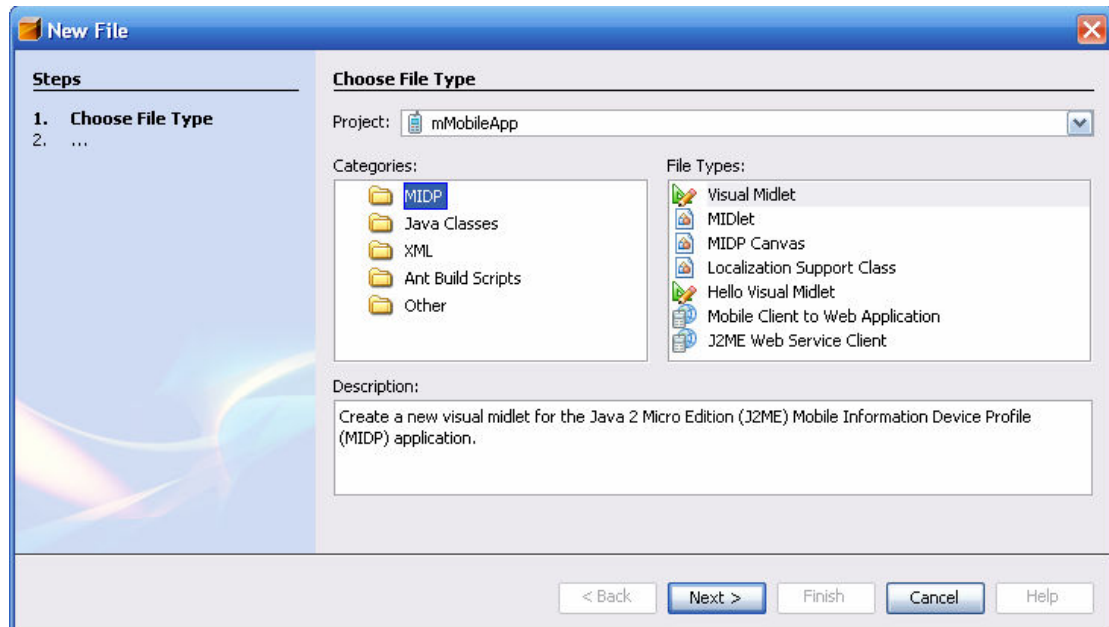 New File
Steps
1. Choose File Type
2. ...
Choose File Type
Project: mMobileApp
Categories:
MIDP
Java Classes
XML
Ant Build Scripts
Other
File Types:
Visual Midlet
MIDlet
MIDP Canvas
Localization Support Class
Hello Visual Midlet
Mobile Client to Web Application
J2ME Web Service Client
Description:
Create a new visual midlet for the Java 2 Micro Edition (J2ME) Mobile Information Device Profile
(MIDP) application.
< Back Next > Finish Cancel Help